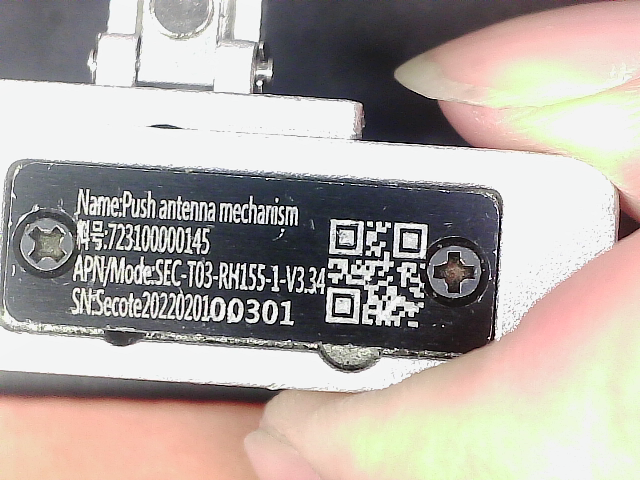 Name:Push antenna mechanism
料号:723100000145
APN/Mode:SEC-T03-RH155-1-V3.34
SN:Secote2022020100301